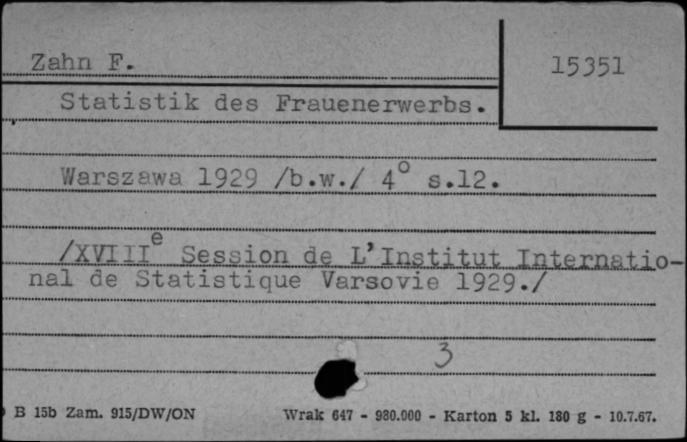 Zahn F.
15351
Statistik des Frauenerwerbs.
Warszawa 1929 /b.w./ 4° s.12.
/XVIIIe Session de L'Institut Internatio-
nal de Statistique Varsovie 1929./
3
B 15b Zam. 915/DW/ON
Wrak 647 - 980.000 - Karton 5 kl. 180 g - 10.7.67.